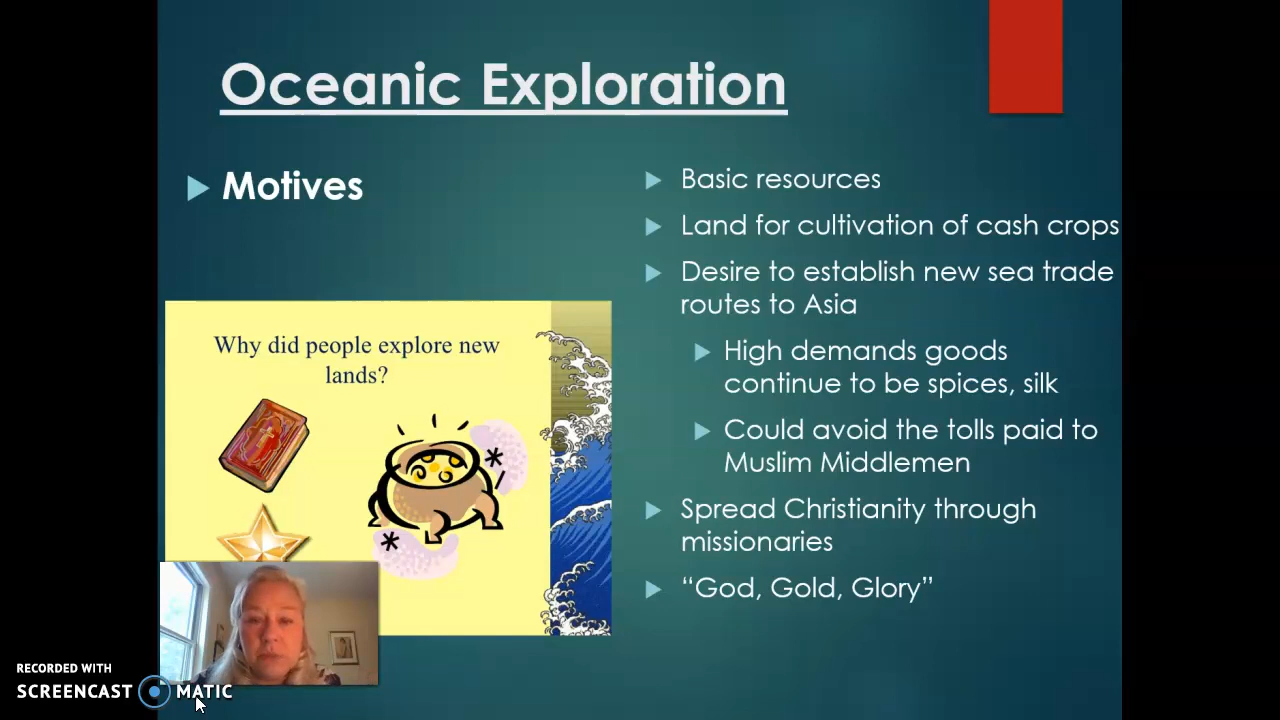 Oceanic Exploration
Motives
Why did people explore new
lands?
Basic resources
Land for cultivation of cash crops
Desire to establish new sea trade
routes to Asia
High demands goods
continue to be spices, silk
Could avoid the tolls paid to
Muslim Middlemen
Spread Christianity through
missionaries
“God, Gold, Glory”
RECORDED WITH
SCREENCAST MATIC